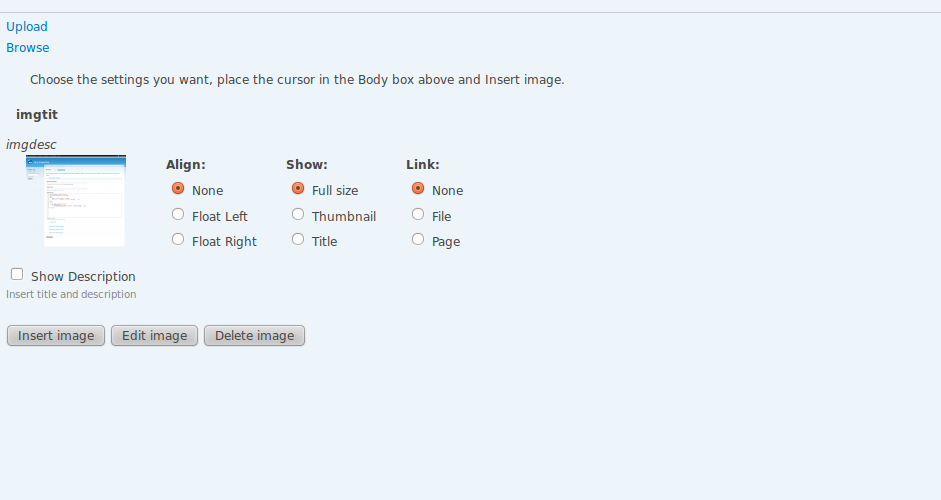 Upload
Browse
Choose the settings you want, place the cursor in the Body box above and Insert image.
imgtit
imgdesc
Align: Show: Link:
None Full size None
Float Left Thumbnail File
Float Right Title Page
Show Description
Insert title and description
Insert image Edit image Delete image